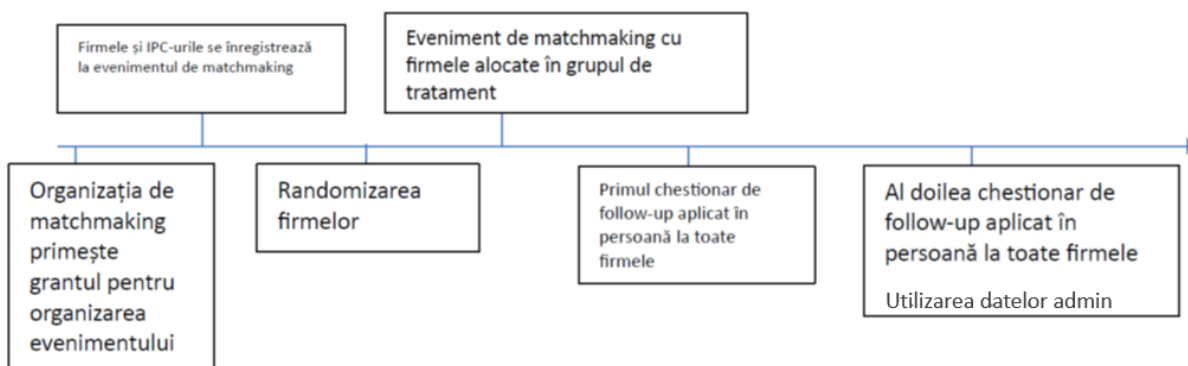 Firmele și IPC-urile se înregistrează
la evenimentul de matchmaking
Eveniment de matchmaking cu
firmele alocate în grupul de
tratament
Organizația de
matchmaking
primește
grantul pentru
organizarea
evenimentului
Randomizarea
firmelor
Primul chestionar de
follow-up aplicat în
persoană la toate
firmele
Al doilea chestionar de
follow-up aplicat în
persoană la toate firmele
Utilizarea datelor admin